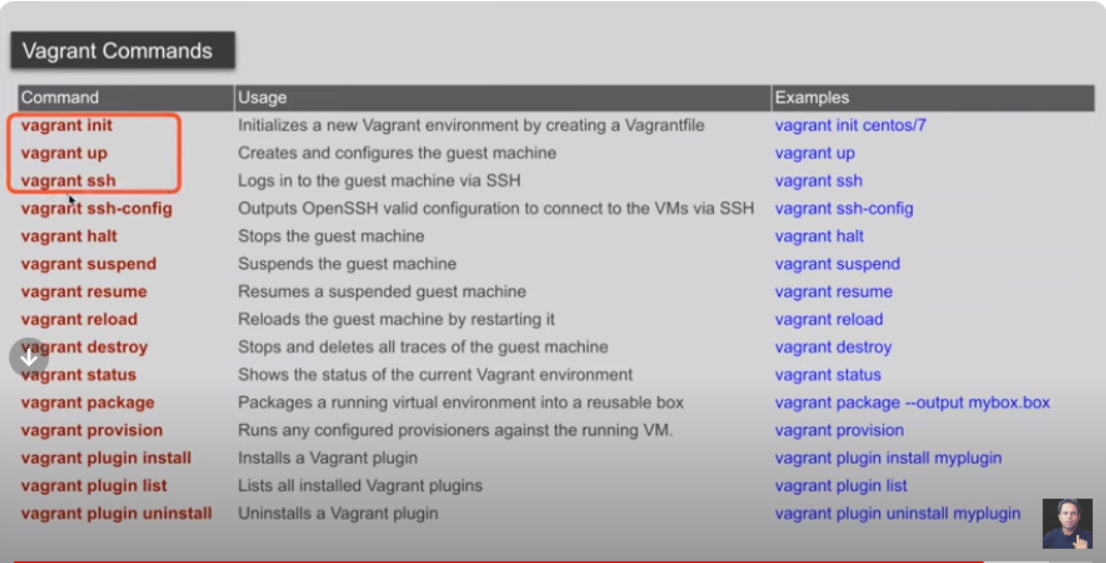 Vagrant Commands
Command Usage Examples
vagrant init Initializes a new Vagrant environment by creating a Vagrantfile vagrant init centos/7
vagrant up Creates and configures the guest machine vagrant up
vagrant ssh Logs in to the guest machine via SSH vagrant ssh
vagrant ssh-config Outputs OpenSSH valid configuration to connect to the VMs via SSH vagrant ssh-config
vagrant halt Stops the guest machine vagrant halt
vagrant suspend Suspends the guest machine vagrant suspend
vagrant resume Resumes a suspended guest machine vagrant resume
vagrant reload Reloads the guest machine by restarting it vagrant reload
vagrant destroy Stops and deletes all traces of the guest machine vagrant destroy
vagrant status Shows the status of the current Vagrant environment vagrant status
vagrant package Packages a running virtual environment into a reusable box vagrant package --output mybox.box
vagrant provision Runs any configured provisioners against the running VM. vagrant provision
vagrant plugin install Installs a Vagrant plugin vagrant plugin install myplugin
vagrant plugin list Lists all installed Vagrant plugins vagrant plugin list
vagrant plugin uninstall Uninstalls a Vagrant plugin vagrant plugin uninstall myplugin